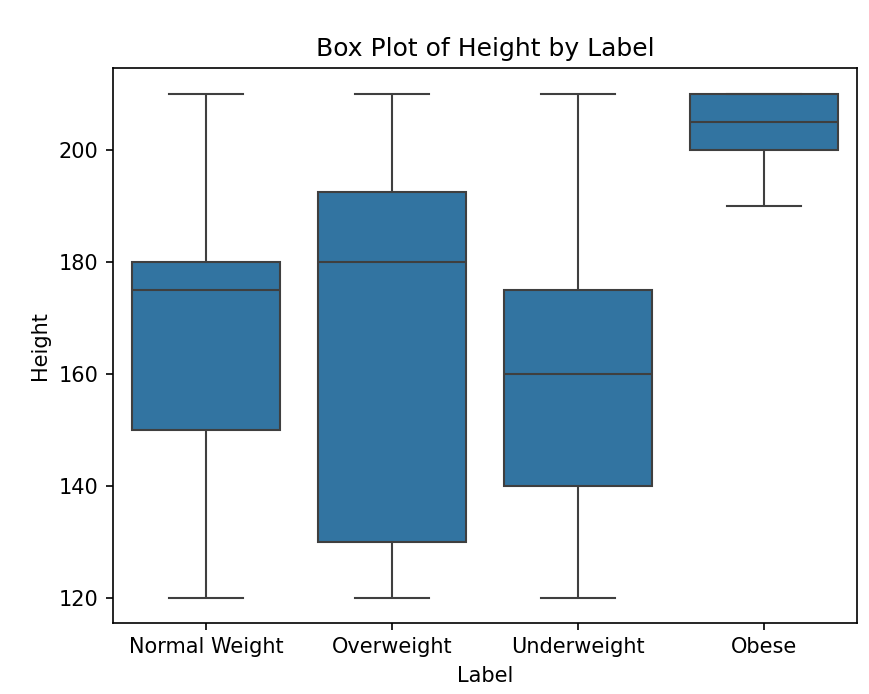 Box Plot of Height by Label
Height
200
180
160
140
120
Normal Weight
Overweight
Underweight
Obese
Label